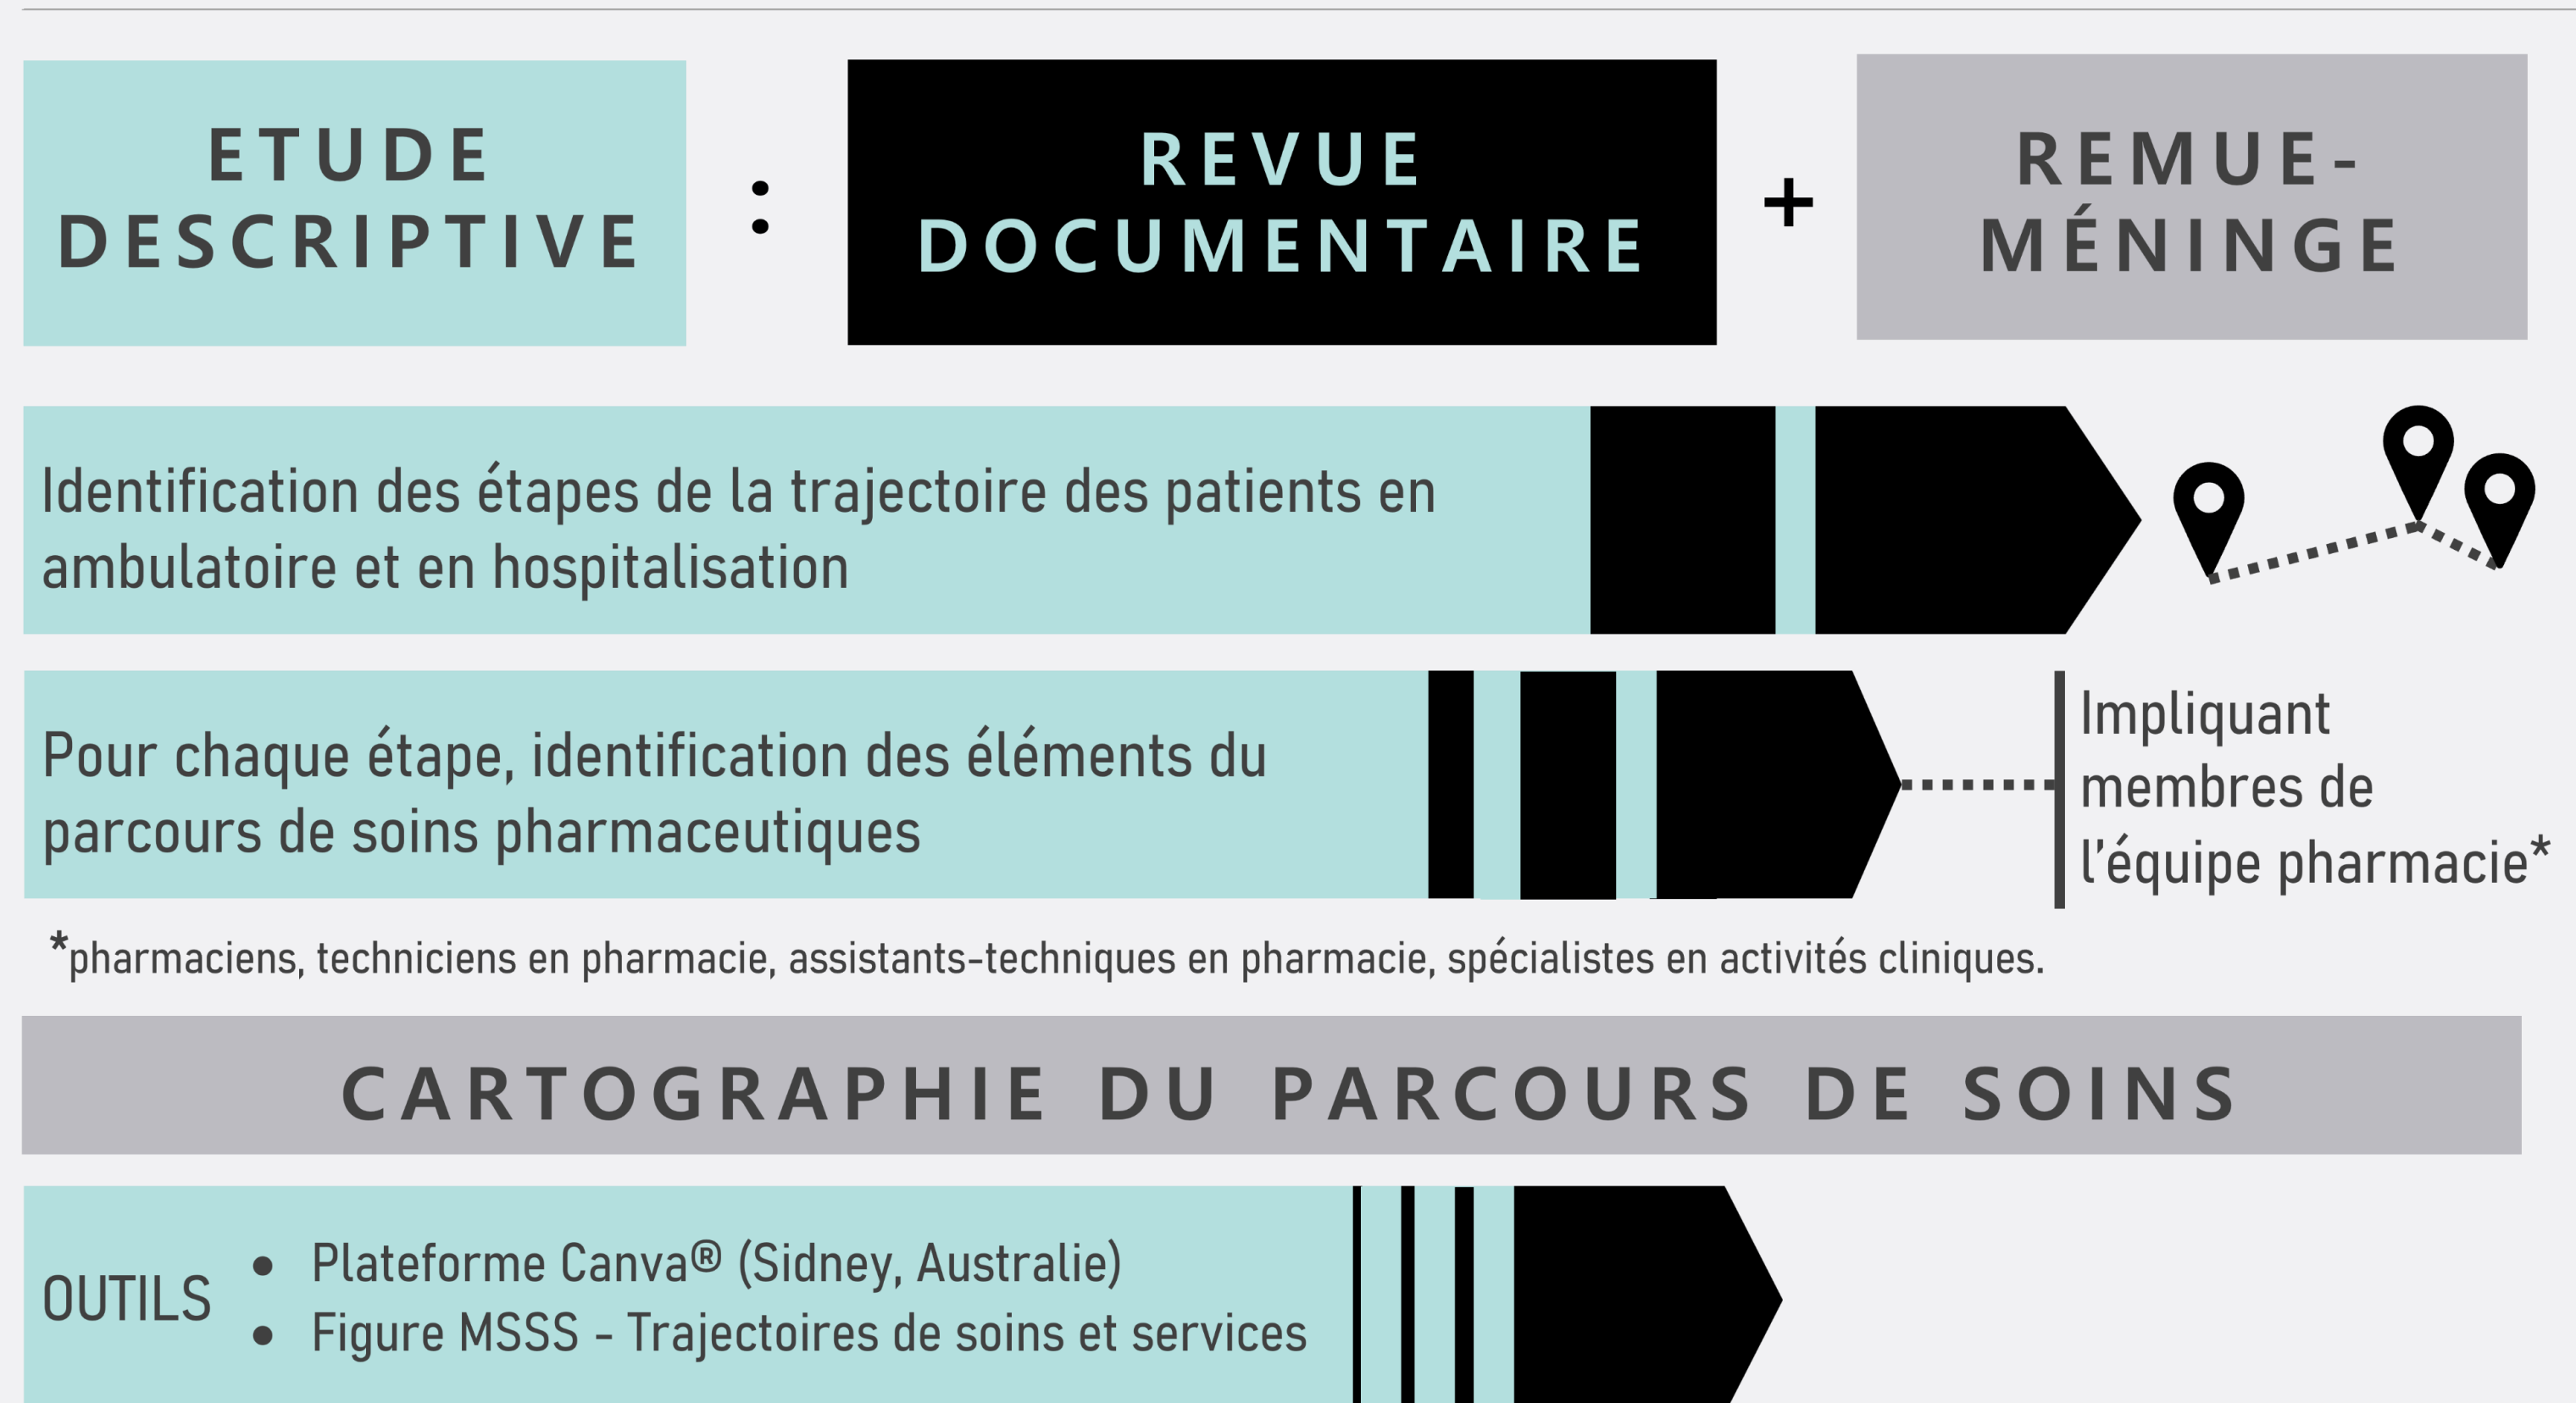 ETUDE
DESCRIPTIVE
:
REVUE
DOCUMENTAIRE
+
REMUE-
MÉNINGE
Identification des étapes de la trajectoire des patients en
ambulatoire et en hospitalisation
Pour chaque étape, identification des éléments du
parcours de soins pharmaceutiques
Impliquant
membres de
l'équipe pharmacie*
*pharmaciens, techniciens en pharmacie, assistants-techniques en pharmacie, spécialistes en activités cliniques.
CARTOGRAPHIE DU PARCOURS DE SOINS
OUTILS
• Plateforme Canva® (Sidney, Australie)
• Figure MSSS - Trajectoires de soins et services